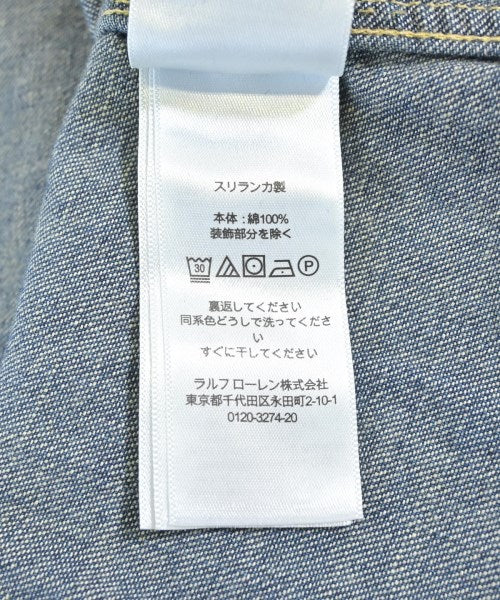 スリランカ製
本体：綿100%
装飾部分を除く
30 P
裏返してください
同系色どうしで洗ってくださ
い
すぐに干してください
ラルフ ローレン株式会社
東京都千代田区永田町2-10-1
0120-3274-20